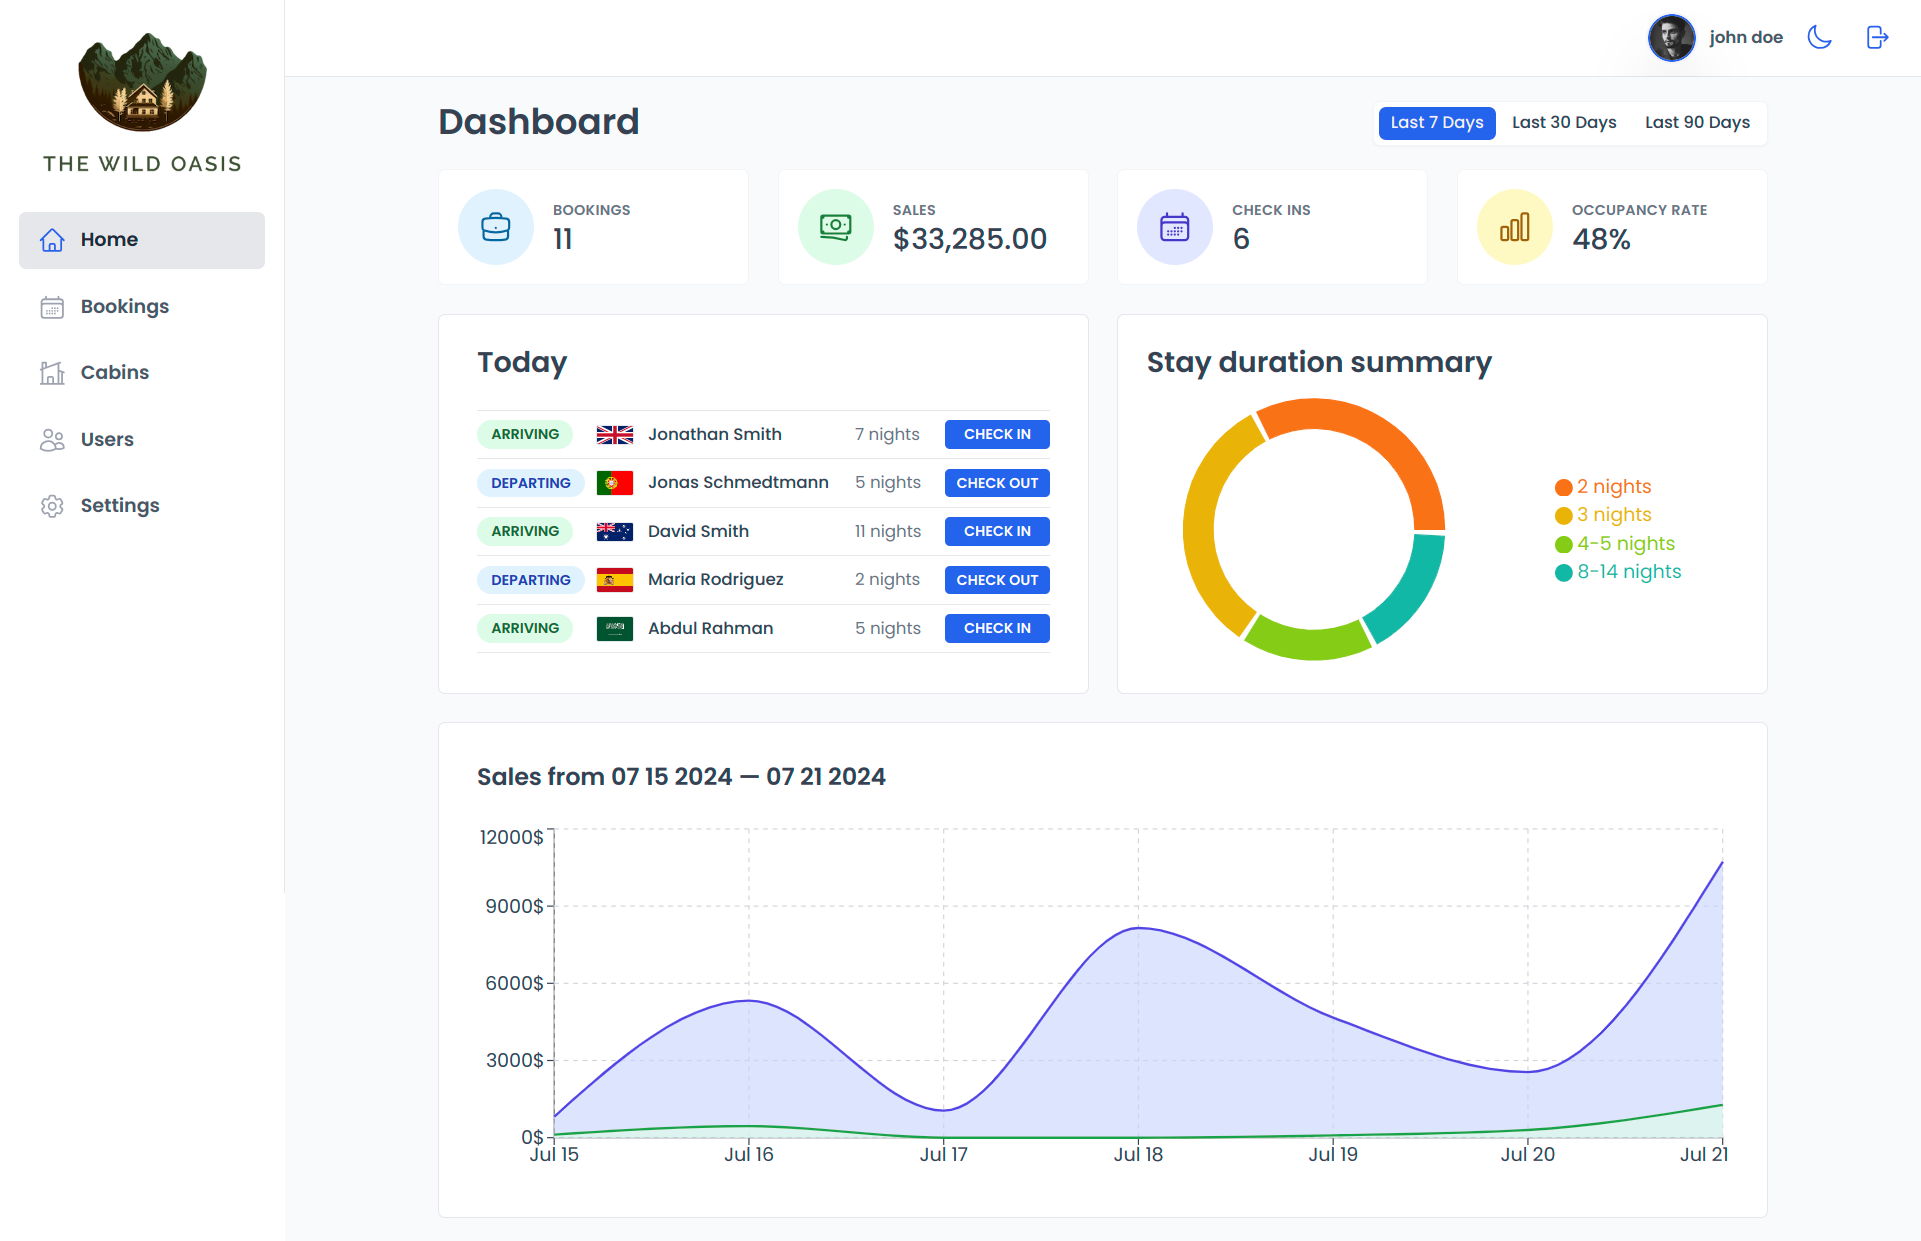 THE WILD OASIS
Home
Bookings
Cabins
Users
Settings
john doe
Dashboard
Last 7 Days Last 30 Days Last 90 Days
BOOKINGS
11
SALES
$33,285.00
CHECK INS
6
OCCUPANCY RATE
48%
Today
ARRIVING Jonathan Smith 7 nights CHECK IN
DEPARTING Jonas Schmedtmann 5 nights CHECK OUT
ARRIVING David Smith 11 nights CHECK IN
DEPARTING Maria Rodriguez 2 nights CHECK OUT
ARRIVING Abdul Rahman 5 nights CHECK IN
Stay duration summary
2 nights
3 nights
4-5 nights
8-14 nights
Sales from 07 15 2024 — 07 21 2024
12000$
9000$
6000$
3000$
0$
Jul 15 Jul 16 Jul 17 Jul 18 Jul 19 Jul 20 Jul 21